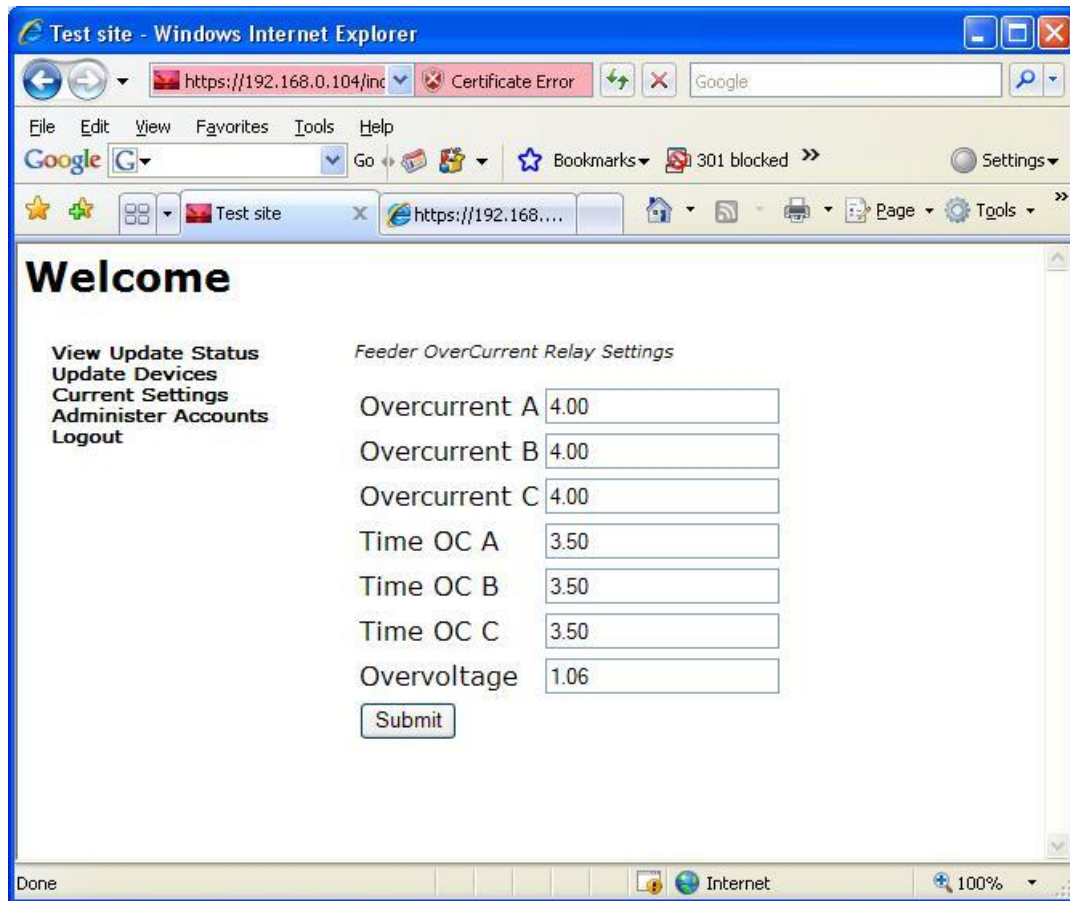 Test site - Windows Internet Explorer
https://192.168.0.104/inc Certificate Error Google
File Edit View Favorites Tools Help
Google G Go Bookmarks 301 blocked » Settings
Test site https://192.168.... Page Tools »
Welcome
View Update Status
Update Devices
Current Settings
Administer Accounts
Logout
Feeder OverCurrent Relay Settings
Overcurrent A 4.00
Overcurrent B 4.00
Overcurrent C 4.00
Time OC A 3.50
Time OC B 3.50
Time OC C 3.50
Overvoltage 1.06
Submit
Done Internet 100%